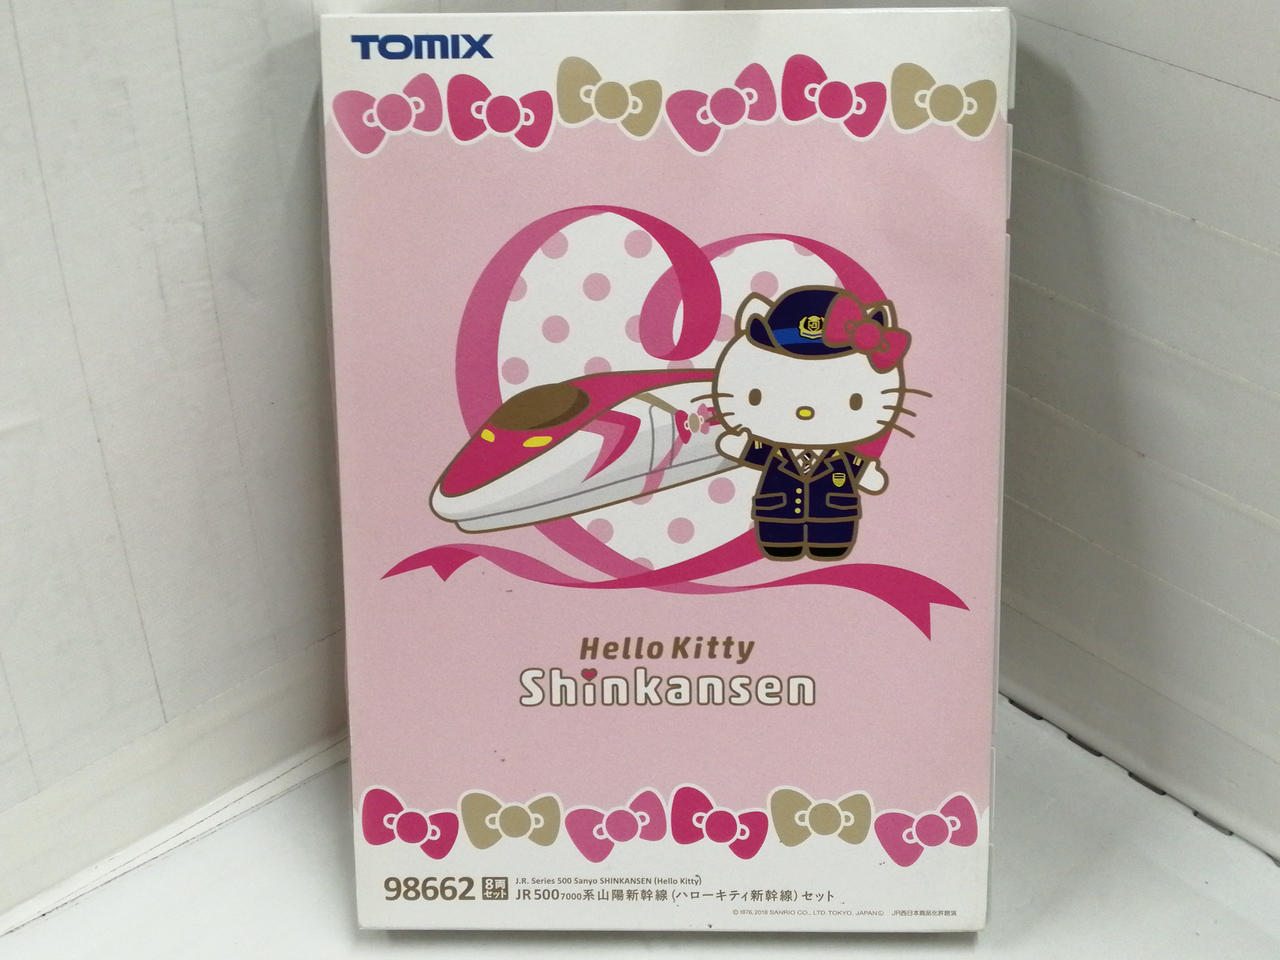 TOMIX
Hello Kitty
Shinkansen
98662 8両セット
J.R. Series 500 Sanyo SHINKANSEN (Hello Kitty)
JR 500 7000系山陽新幹線(ハローキティ新幹線)セット
© 1976, 2018 SANRIO CO., LTD. TOKYO, JAPAN Ⓛ JR西日本商品化許諾済